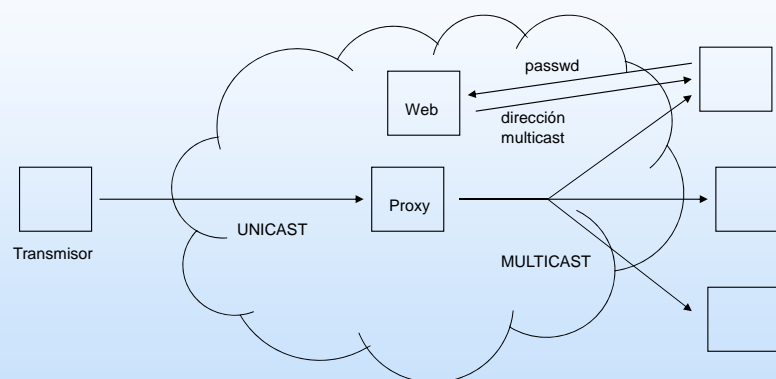 passwd
Web
dirección
multicast
Proxy
UNICAST
Transmisor
MULTICAST